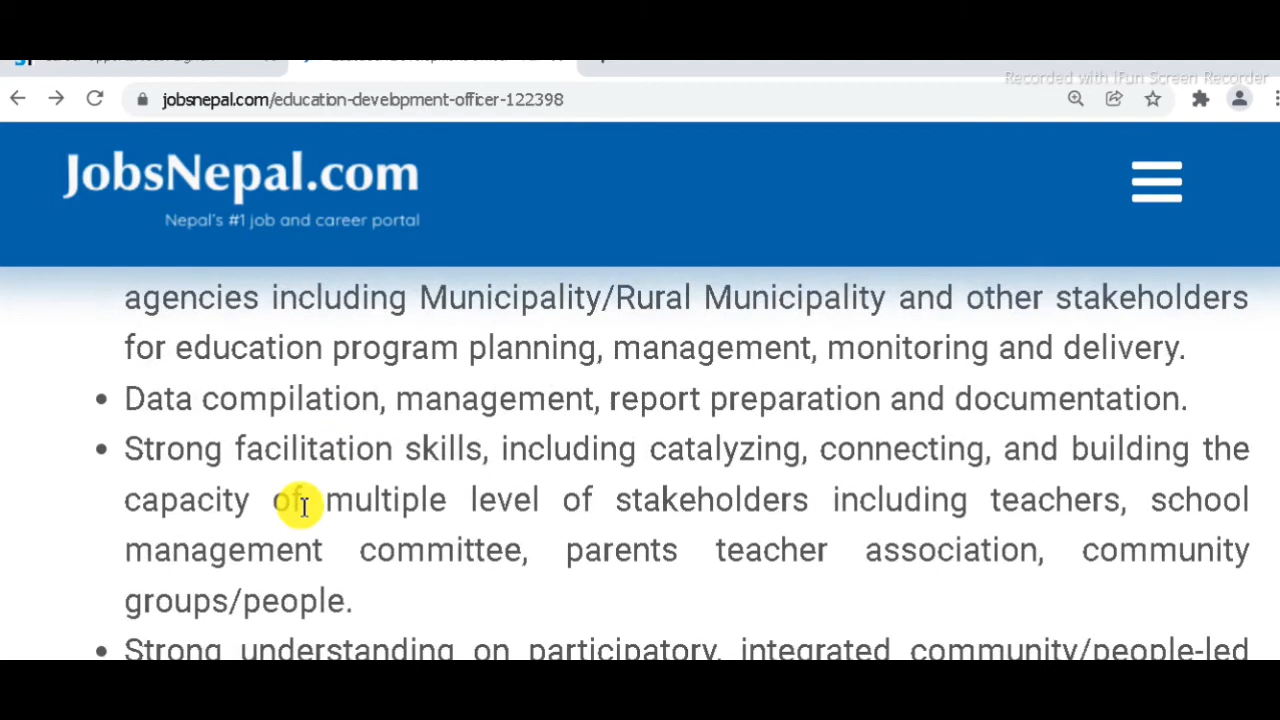 Recorded with iFun Screen Recorder
jobsnepal.com/education-development-officer-122398
JobsNepal.com
Nepal's #1 job and career portal
agencies including Municipality/Rural Municipality and other stakeholders
for education program planning, management, monitoring and delivery.
• Data compilation, management, report preparation and documentation.
• Strong facilitation skills, including catalyzing, connecting, and building the
capacity of multiple level of stakeholders including teachers, school
management committee, parents teacher association, community
groups/people.
• Strong understanding on participatory, integrated community/people-led